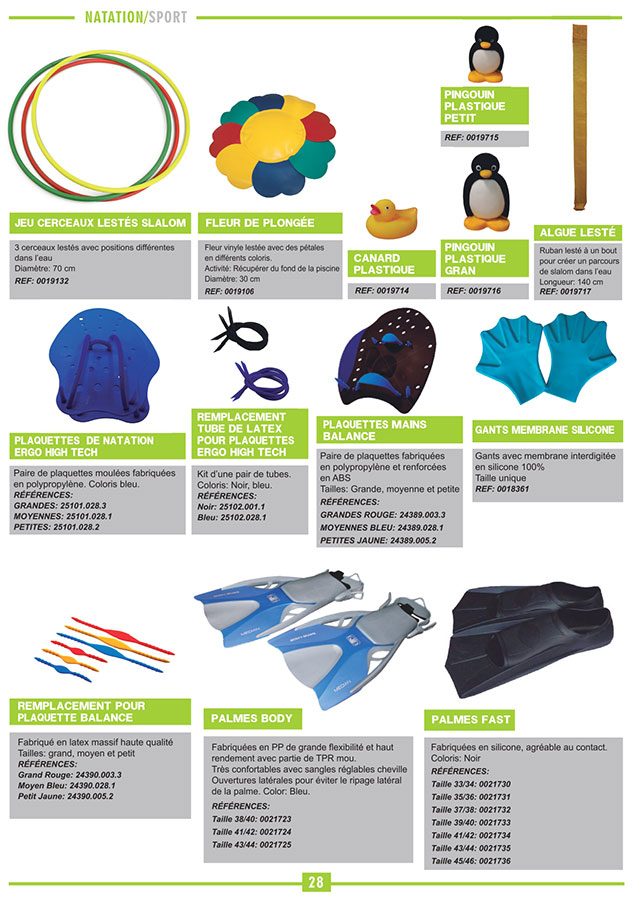 NATATION/SPORT
JEU CERCEAUX LESTÉS SLALOM
3 cerceaux lestés avec positions différentes
dans l'eau
Diamètre: 70 cm
REF: 0019132
FLEUR DE PLONGÉE
Fleur vinyle lestée avec des pétales
en différents coloris.
Activité: Récupérer du fond de la piscine
Diamètre: 30 cm
REF: 0019106
CANARD
PLASTIQUE
REF: 0019714
PINGOUIN
PLASTIQUE
PETIT
REF: 0019715
PINGOUIN
PLASTIQUE
GRAN
REF: 0019716
ALGUE LESTÉ
Ruban lesté à un bout
pour créer un parcours
de slalom dans l'eau
Longueur: 140 cm
REF: 0019717
PLAQUETTES DE NATATION
ERGO HIGH TECH
Paire de plaquettes moulées fabriquées
en polypropylène. Coloris bleu.
RÉFÉRENCES:
GRANDES: 25101.028.3
MOYENNES: 25101.028.1
PETITES: 25101.028.2
REMPLACEMENT
TUBE DE LATEX
POUR PLAQUETTES
ERGO HIGH TECH
Kit d'une pair de tubes.
Coloris: Noir, bleu.
RÉFÉRENCES:
Noir: 25102.001.1
Bleu: 25102.028.1
PLAQUETTES MAINS
BALANCE
Paire de plaquettes fabriquées
en polypropylène et renforcées
en ABS
Tailles: Grande, moyenne et petite
RÉFÉRENCES:
GRANDES ROUGE: 24389.003.3
MOYENNES BLEU: 24389.028.1
PETITES JAUNE: 24389.005.2
GANTS MEMBRANE SILICONE
Gants avec membrane interdigitée
en silicone 100%
Taille unique
REF: 0018361
REMPLACEMENT POUR
PLAQUETTE BALANCE
Fabriqué en latex massif haute qualité
Tailles: grand, moyen et petit
RÉFÉRENCES:
Grand Rouge: 24390.003.3
Moyen Bleu: 24390.028.1
Petit Jaune: 24390.005.2
PALMES BODY
Fabriquées en PP de grande flexibilité et haut
rendement avec partie de TPR mou.
Très confortables avec sangles réglables cheville
Ouvertures latérales pour éviter le ripage latéral
de la palme. Color: Bleu.
RÉFÉRENCES:
Taille 38/40: 0021723
Taille 41/42: 0021724
Taille 43/44: 0021725
PALMES FAST
Fabriquées en silicone, agréable au contact.
Coloris: Noir
RÉFÉRENCES:
Taille 33/34: 0021730
Taille 35/36: 0021731
Taille 37/38: 0021732
Taille 39/40: 0021733
Taille 41/42: 0021734
Taille 43/44: 0021735
Taille 45/46: 0021736
28